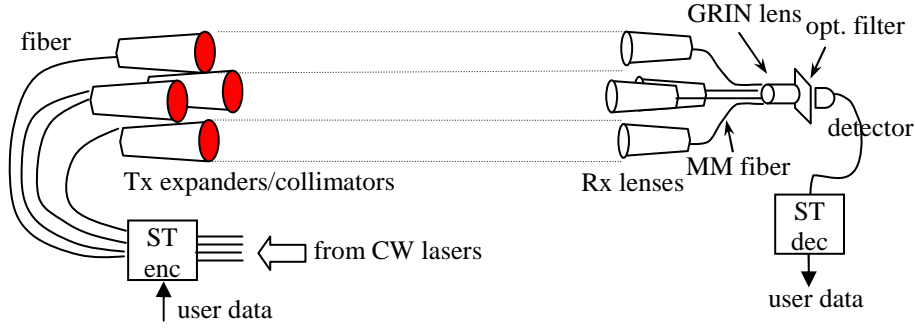 GRIN lens
opt. filter
fiber
detector
MM fiber
Tx expanders/collimators
Rx lenses
ST
enc
from CW lasers
user data
ST
dec
user data